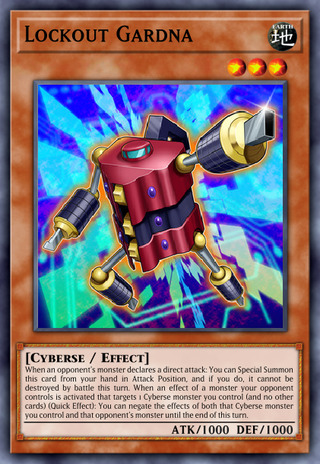 Lockout Gardna
EARTH
地
[Cyberse / Effect]
When an opponent's monster declares a direct attack: You can Special Summon
this card from your hand in Attack Position, and if you do, it cannot be
destroyed by battle this turn. When an effect of a monster your opponent
controls is activated that targets 1 Cyberse monster you control (and no
other cards) (Quick Effect): You can negate the effects of both that Cyberse monster
you control and that opponent's monster until the end of this turn.
ATK/1000 DEF/1000